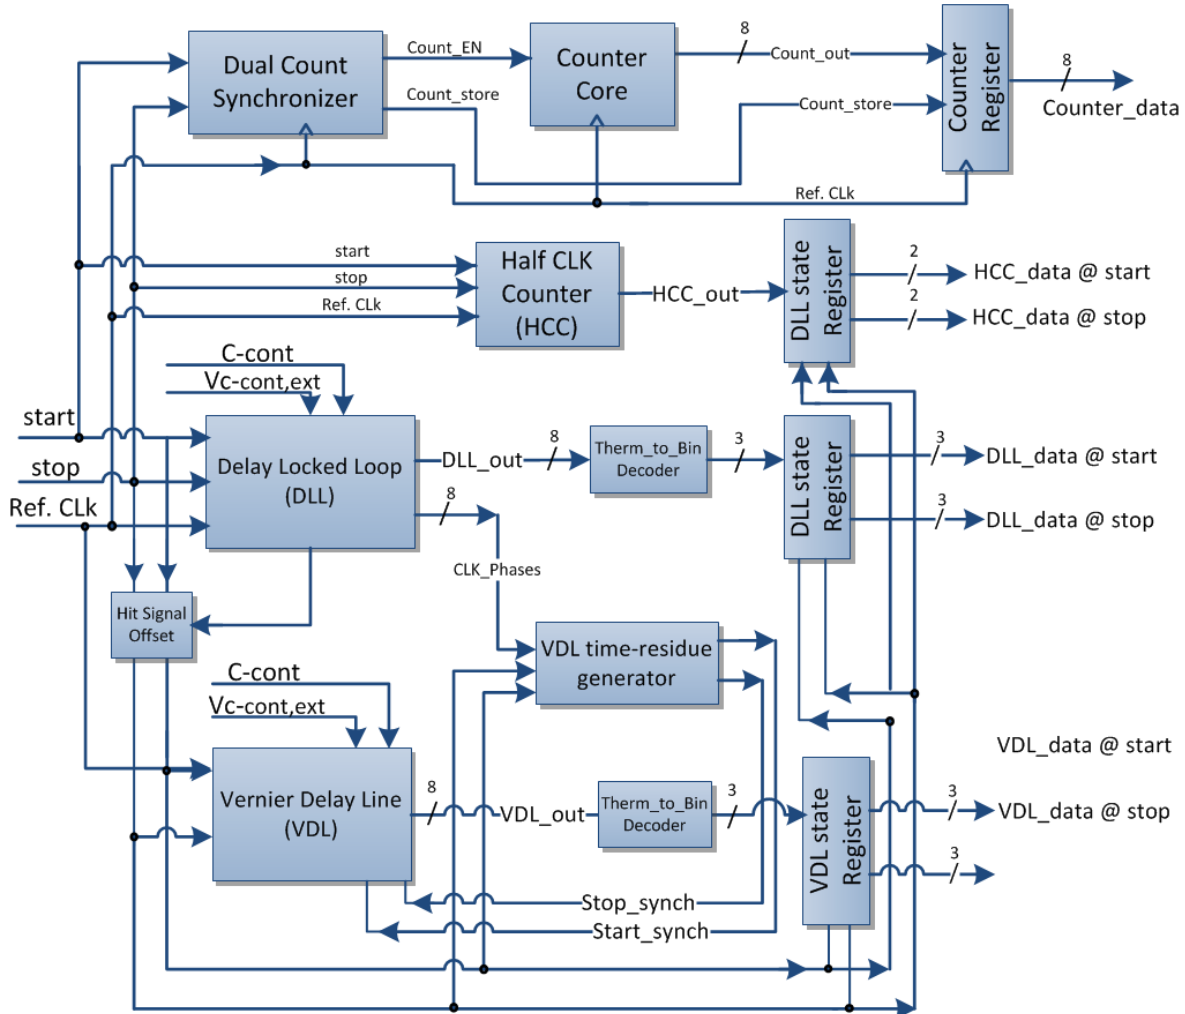 Dual Count
Synchronizer
Count_EN
Count_store
Counter
Core
8
Count_out
Count_store
Counter
Register
8
Counter_data
Ref. CLk
start
stop
Ref. CLk
Half CLK
Counter
(HCC)
HCC_out
DLL state
Register
2
HCC_data @ start
2
HCC_data @ stop
C-cont
Vc-cont,ext
start
stop
Ref. CLk
Delay Locked Loop
(DLL)
DLL_out
8
8
CLK_Phases
Therm_to_Bin
Decoder
3
DLL state
Register
3
DLL_data @ start
3
DLL_data @ stop
Hit Signal
Offset
VDL time-residue
generator
C-cont
Vc-cont,ext
Vernier Delay Line
(VDL)
8
VDL_out
Therm_to_Bin
Decoder
3
VDL state
Register
VDL_data @ start
3
VDL_data @ stop
3
Stop_synch
Start_synch